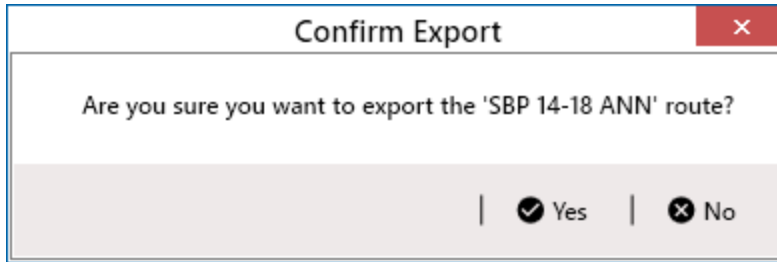 Confirm Export
Are you sure you want to export the 'SBP 14-18 ANN' route?
| Yes | No